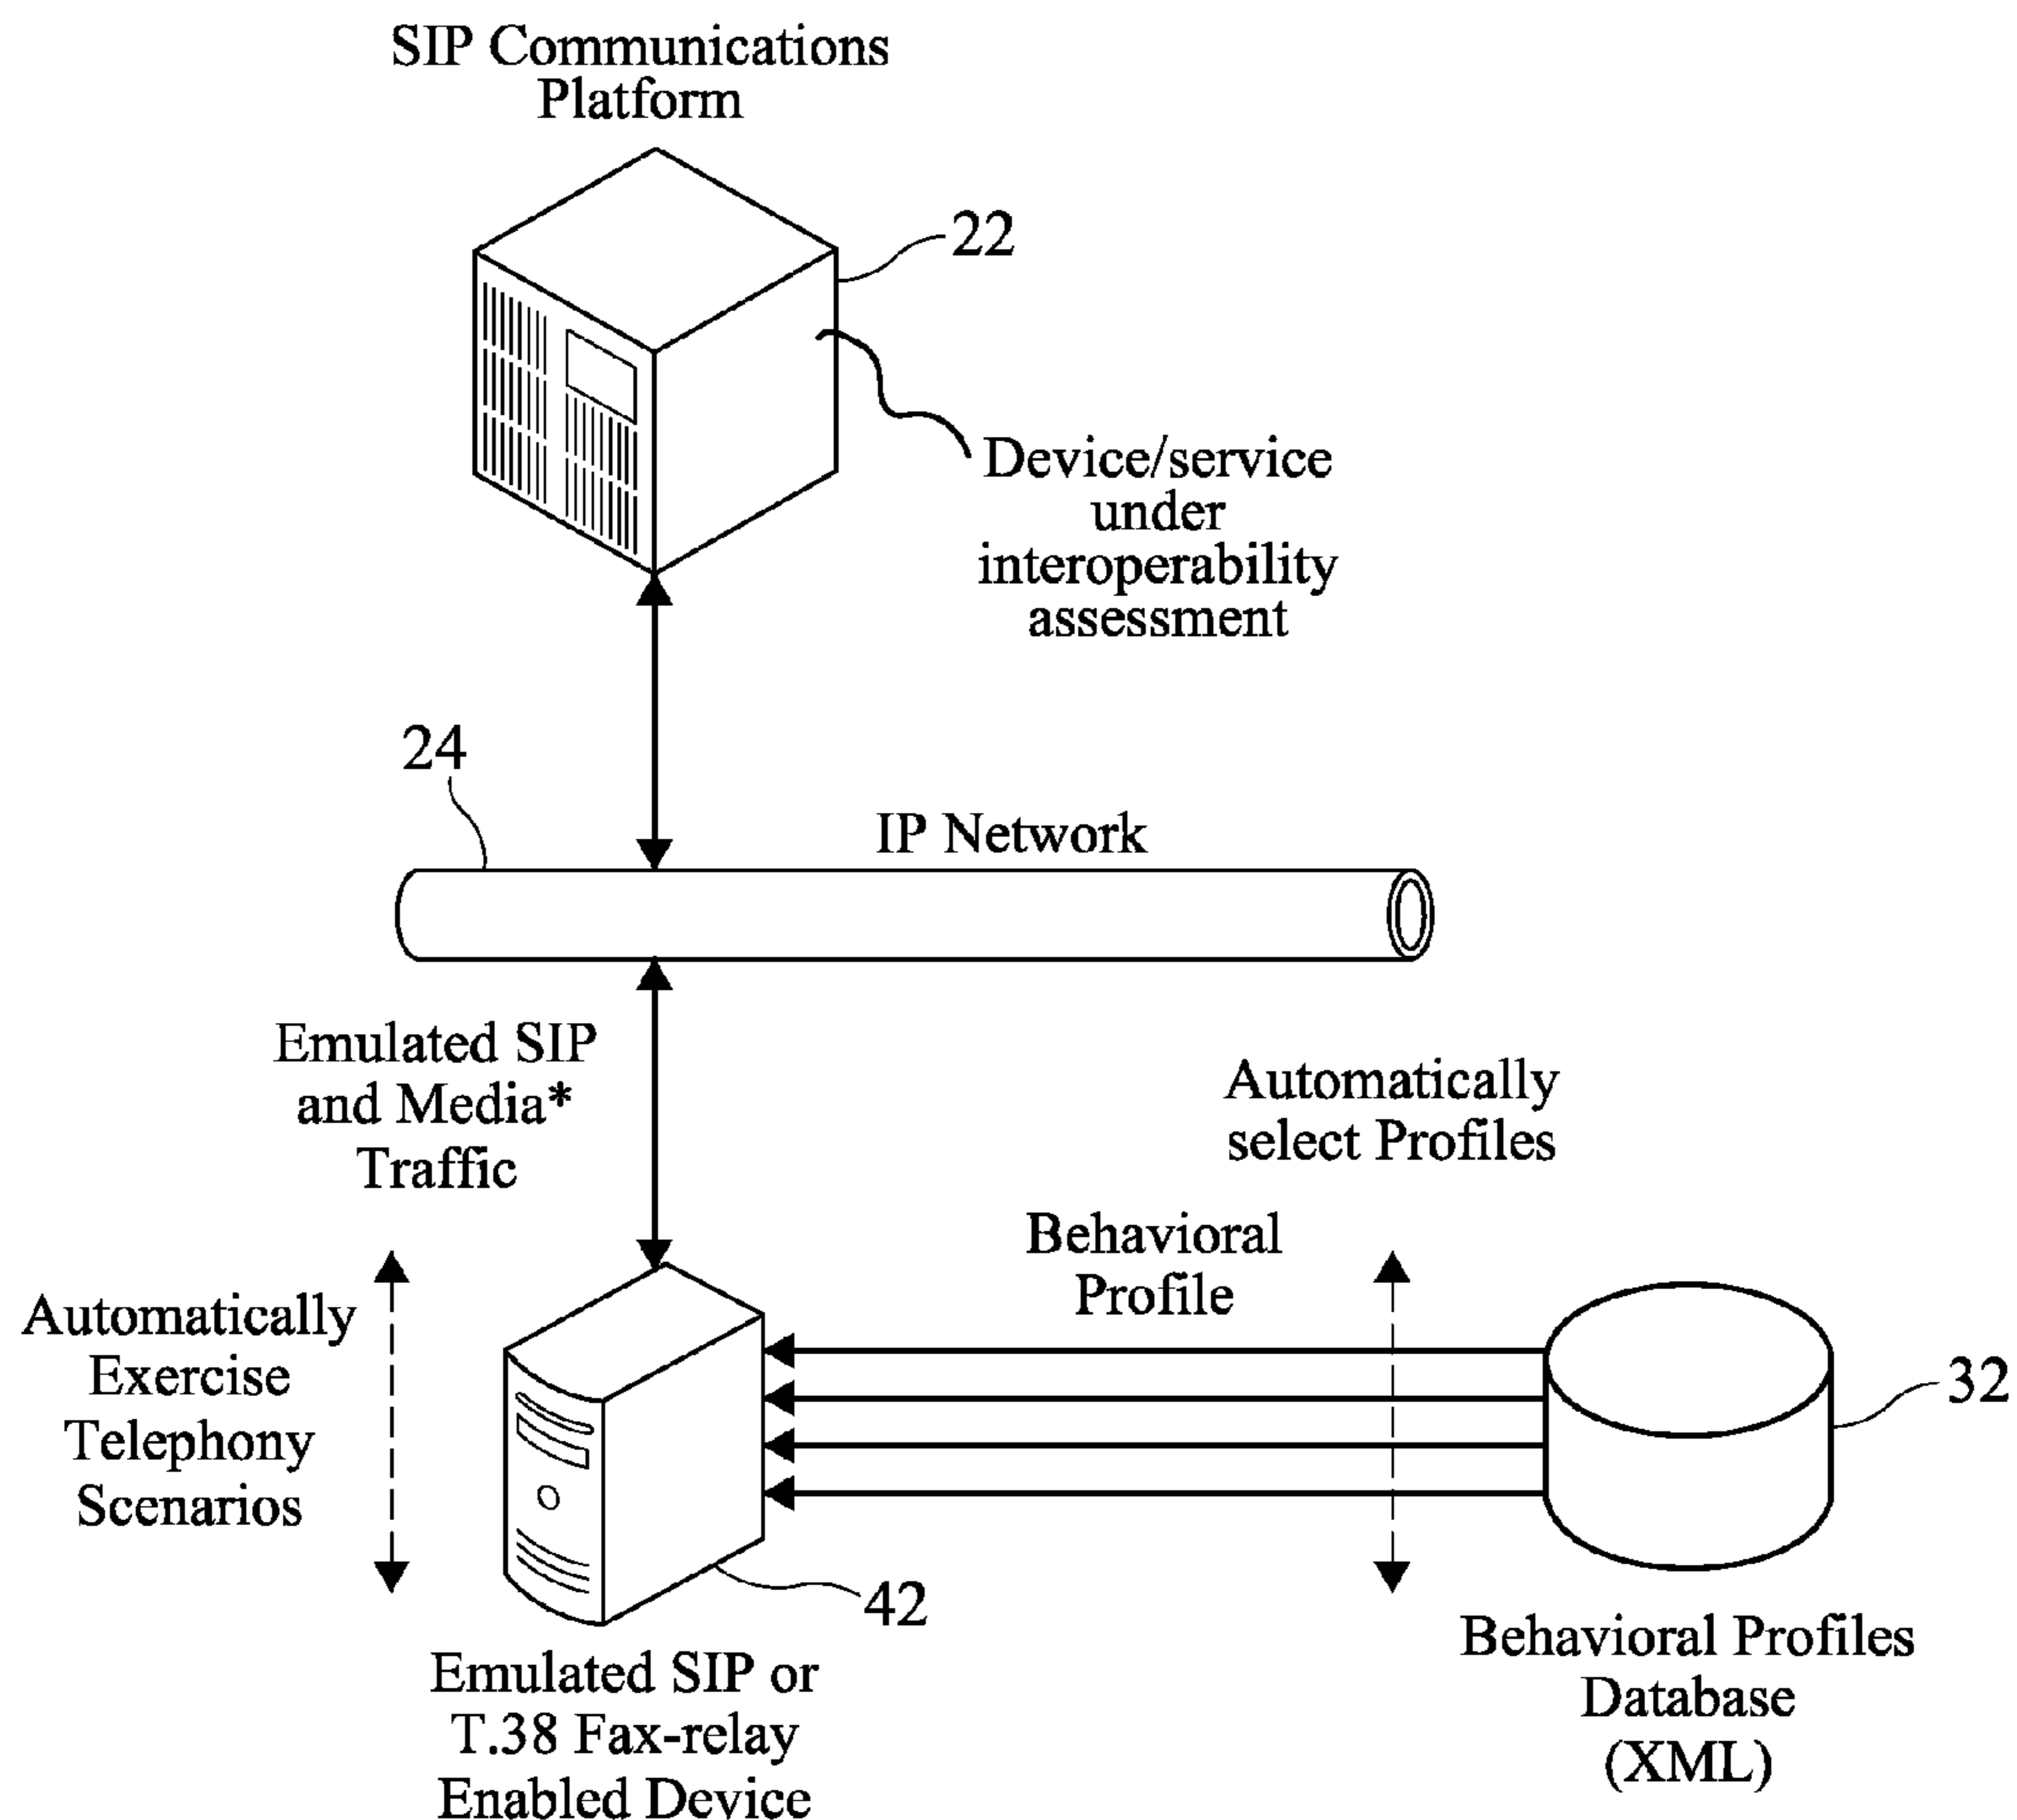 SIP Communications
Platform
22
Device/service
under
interoperability
assessment
24
IP Network
Emulated SIP
and Media*
Traffic
Automatically
select Profiles
Behavioral
Profile
Automatically
Exercise
Telephony
Scenarios
32
42
Emulated SIP or
T.38 Fax-relay
Enabled Device
Behavioral Profiles
Database
(XML)